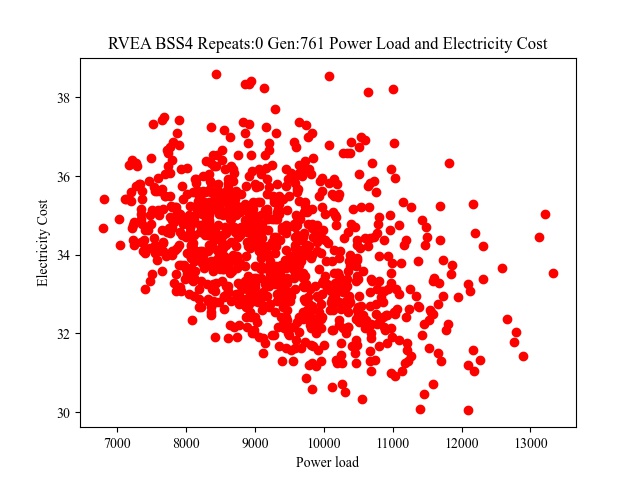 RVEA BSS4 Repeats:0 Gen:761 Power Load and Electricity Cost
38
36
34
32
30
Electricity Cost
7000 8000 9000 10000 11000 12000 13000
Power load